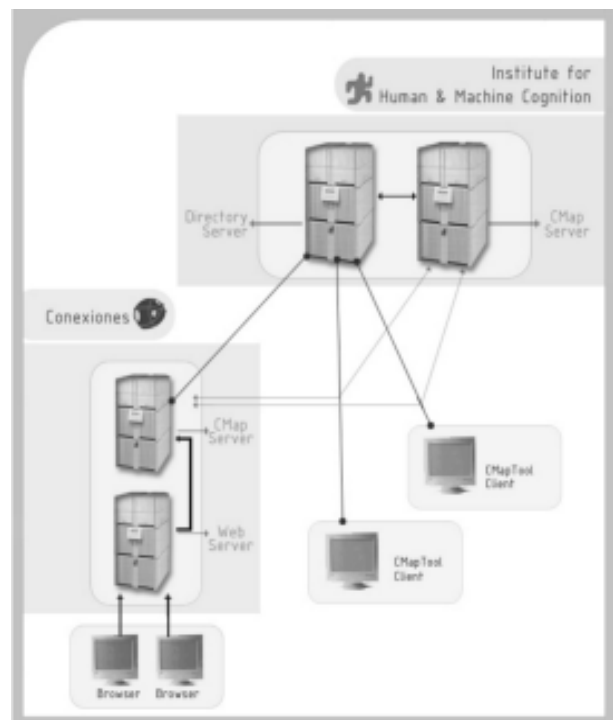 Institute for
Human & Machine Cognition
Directory
Server
CMap
Server
Conexiones
CMap
Server
Web
Server
CMapTool
Client
CMapTool
Client
Browser
Browser